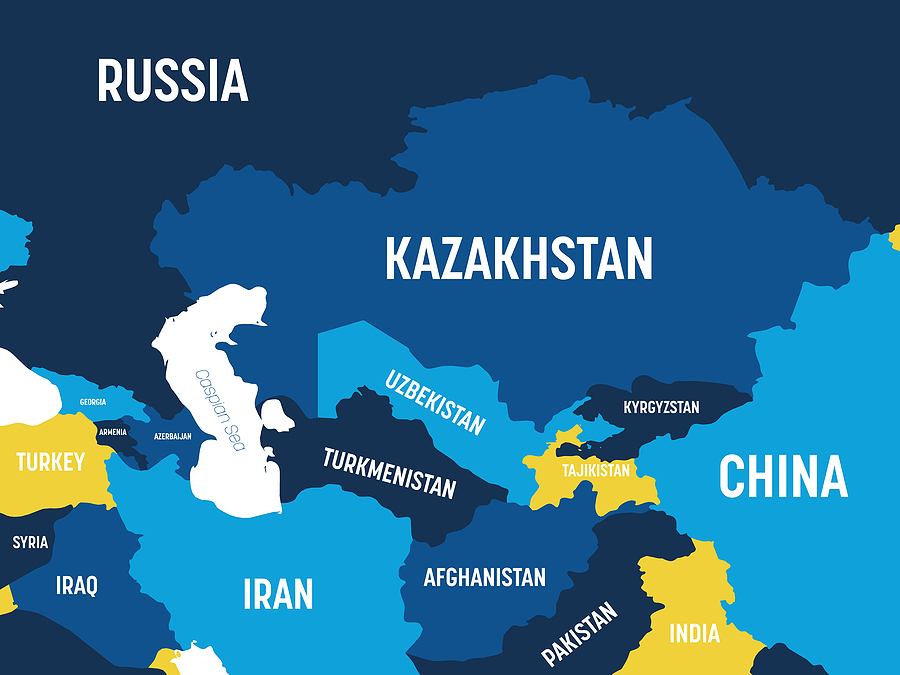 RUSSIA
KAZAKHSTAN
Caspian Sea
UZBEKISTAN
GEORGIA
KYRGYZSTAN
ARMENIA
AZERBAIJAN
TURKEY
TURKMENISTAN
TAJIKISTAN
CHINA
SYRIA
IRAQ
IRAN
AFGHANISTAN
PAKISTAN
INDIA